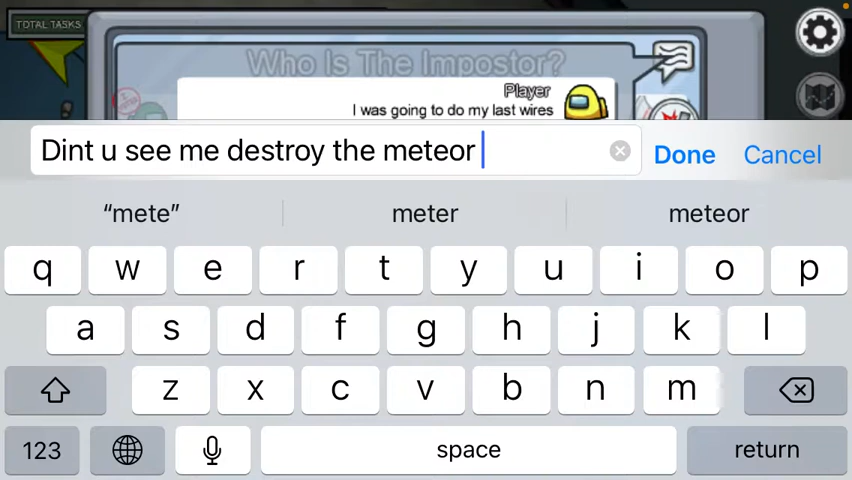 TOTAL TASKS
Who Is The Impostor?
Player
I was going to do my last wires
Dint u see me destroy the meteor
Done
Cancel
“mete”
meter
meteor
q w e r t y u i o p
a s d f g h j k l
z x c v b n m
123
space
return